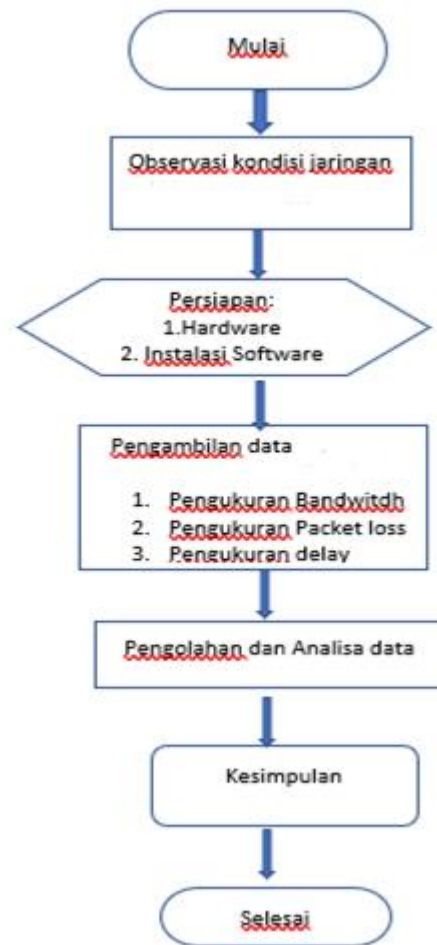 Mulai
Observasi kondisi jaringan
Persiapan:
1.Hardware
2. Instalasi Software
Pengambilan data
1. Pengukuran Bandwitdh
2. Pengukuran Packet loss
3. Pengukuran delay
Pengolahan dan Analisa data
Kesimpulan
Selesai